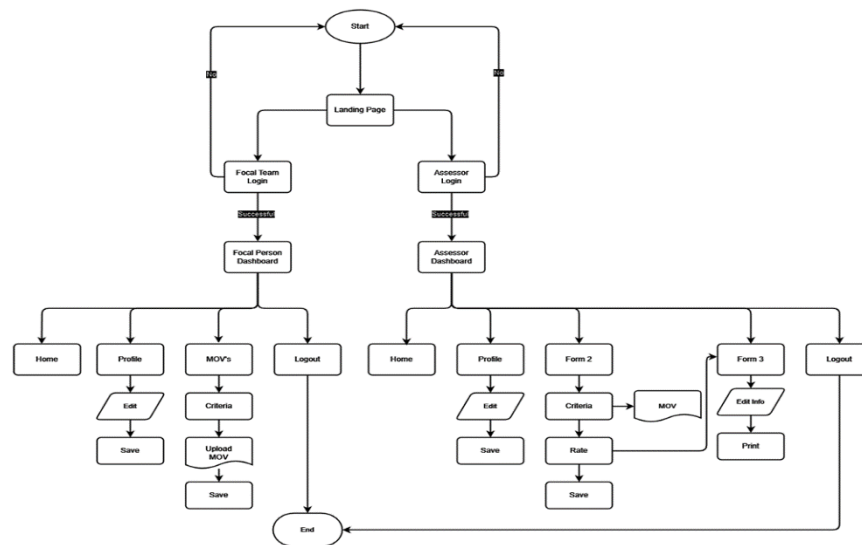 Start
No
No
Landing Page
Focal Team
Login
Assessor
Login
Successful
Successful
Focal Person
Dashboard
Assessor
Dashboard
Home
Profile
MOV's
Logout
Home
Profile
Form 2
Form 3
Logout
Edit
Criteria
Edit
Criteria
MOV
Edit Info
Save
Upload
MOV
Save
Rate
Print
Save
Save
End